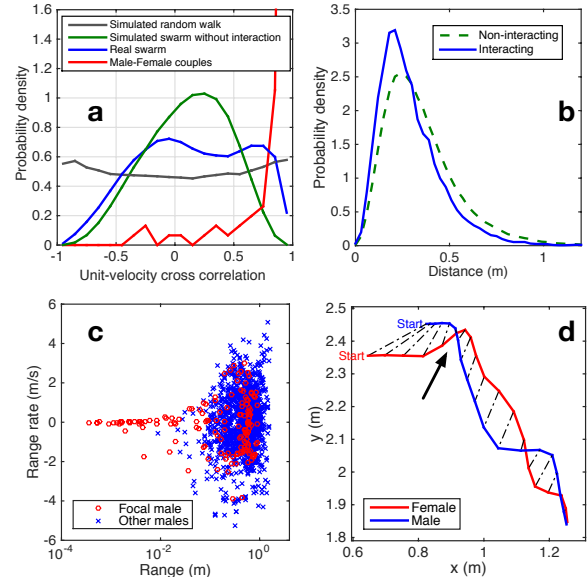 Simulated random walk
Simulated swarm without interaction
Real swarm
Male-Female couples
a
Probability density
1.6
1.4
1.2
1
0.8
0.6
0.4
0.2
0
-1 -0.5 0 0.5 1
Unit-velocity cross correlation
Non-interacting
Interacting
b
Probability density
3.5
3
2.5
2
1.5
1
0.5
0
0 0.5 1
Distance (m)
c
Range rate (m/s)
6
4
2
0
-2
-4
-6
Focal male
Other males
10-4 10-2 100
Range (m)
d
y (m)
2.5
2.4
2.3
2.2
2.1
2
1.9
1.8
Start
Start
Female
Male
0.6 0.8 1 1.2
x (m)